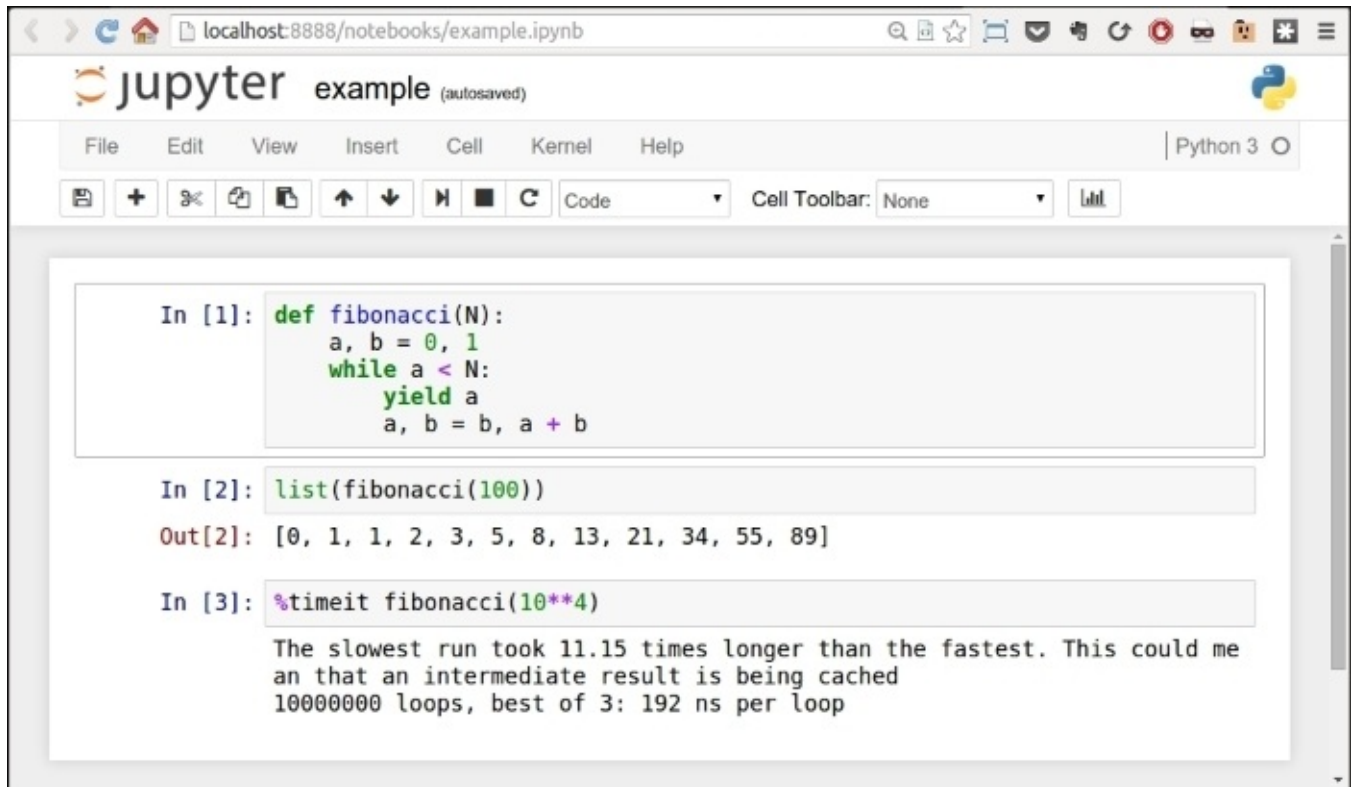 localhost:8888/notebooks/example.ipynb
jupyter example (autosaved)
File Edit View Insert Cell Kernel Help Python 3
Code Cell Toolbar: None
In [1]: def fibonacci(N):
    a, b = 0, 1
    while a < N:
        yield a
        a, b = b, a + b
In [2]: list(fibonacci(100))
Out[2]: [0, 1, 1, 2, 3, 5, 8, 13, 21, 34, 55, 89]
In [3]: %timeit fibonacci(10**4)
The slowest run took 11.15 times longer than the fastest. This could me
an that an intermediate result is being cached
10000000 loops, best of 3: 192 ns per loop